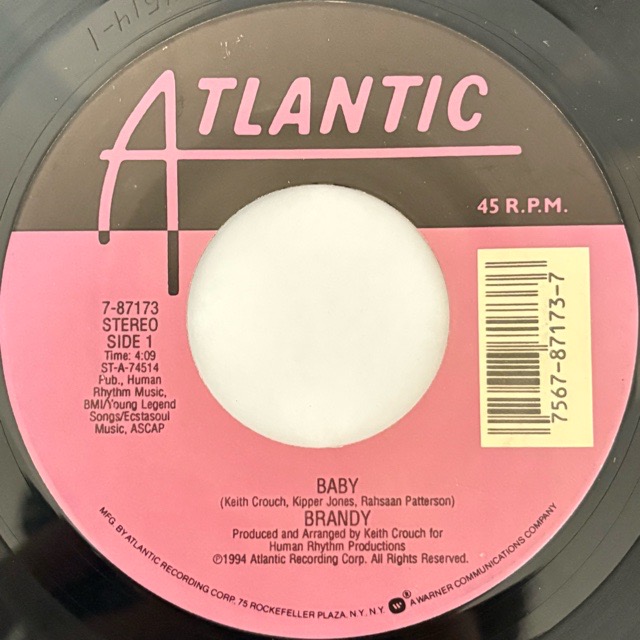 ATLANTIC
45 R.P.M.
7-87173
STEREO
SIDE 1
Time: 4:09
ST-A-74514
Pub., Human
Rhythm Music,
BMI/Young Legend
Songs/Ecstasoul
Music, ASCAP
7567-87173-7
BABY
(Keith Crouch, Kipper Jones, Rahsaan Patterson)
BRANDY
Produced and Arranged by Keith Crouch for
Human Rhythm Productions
℗1994 Atlantic Recording Corp. All Rights Reserved.
MFG. BY ATLANTIC RECORDING CORP. 75 ROCKEFELLER PLAZA, N.Y. N.Y. ® A WARNER COMMUNICATIONS COMPANY